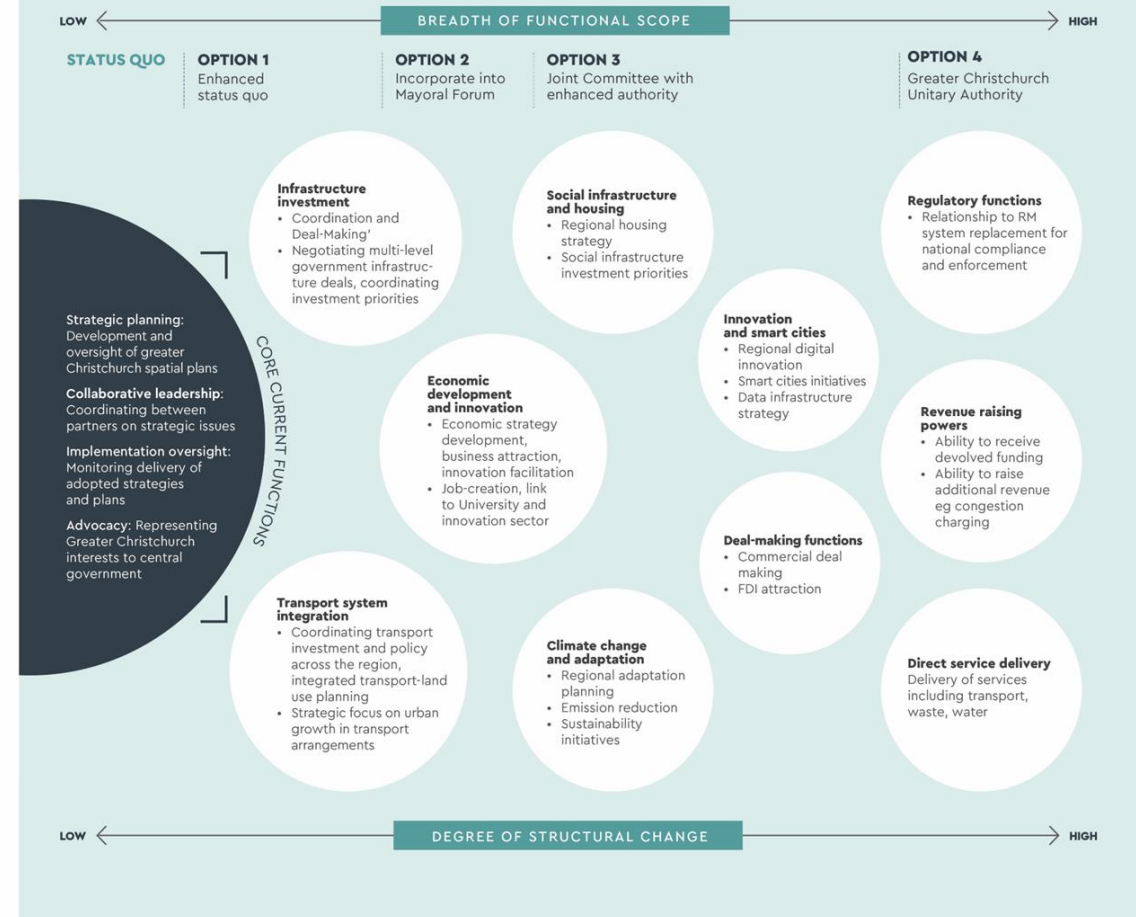 BREADTH OF FUNCTIONAL SCOPE
LOW
HIGH
STATUS QUO
OPTION 1
Enhanced
status quo
OPTION 2
Incorporate into
Mayoral Forum
OPTION 3
Joint Committee with
enhanced authority
OPTION 4
Greater Christchurch
Unitary Authority
Strategic planning:
Development and
oversight of greater
Christchurch spatial plans
Collaborative leadership:
Coordinating between
partners on strategic issues
Implementation oversight:
Monitoring delivery of
adopted strategies
and plans
Advocacy: Representing
Greater Christchurch
interests to central
government
CORE CURRENT FUNCTIONS
Infrastructure
investment
• Coordination and
Deal-Making'
• Negotiating multi-level
government infrastruc-
ture deals, coordinating
investment priorities
Economic
development
and innovation
• Economic strategy
development,
business attraction,
innovation facilitation
• Job-creation, link
to University and
innovation sector
Transport system
integration
• Coordinating transport
investment and policy
across the region,
integrated transport-land
use planning
• Strategic focus on urban
growth in transport
arrangements
Social infrastructure
and housing
• Regional housing
strategy
• Social infrastructure
investment priorities
Climate change
and adaptation
• Regional adaptation
planning
• Emission reduction
• Sustainability
initiatives
Innovation
and smart cities
• Regional digital
innovation
• Smart cities initiatives
• Data infrastructure
strategy
Deal-making functions
• Commercial deal
making
• FDI attraction
Regulatory functions
• Relationship to RM
system replacement for
national compliance
and enforcement
Revenue raising
powers
• Ability to receive
devolved funding
• Ability to raise
additional revenue
eg congestion
charging
Direct service delivery
Delivery of services
including transport,
waste, water
LOW
DEGREE OF STRUCTURAL CHANGE
HIGH